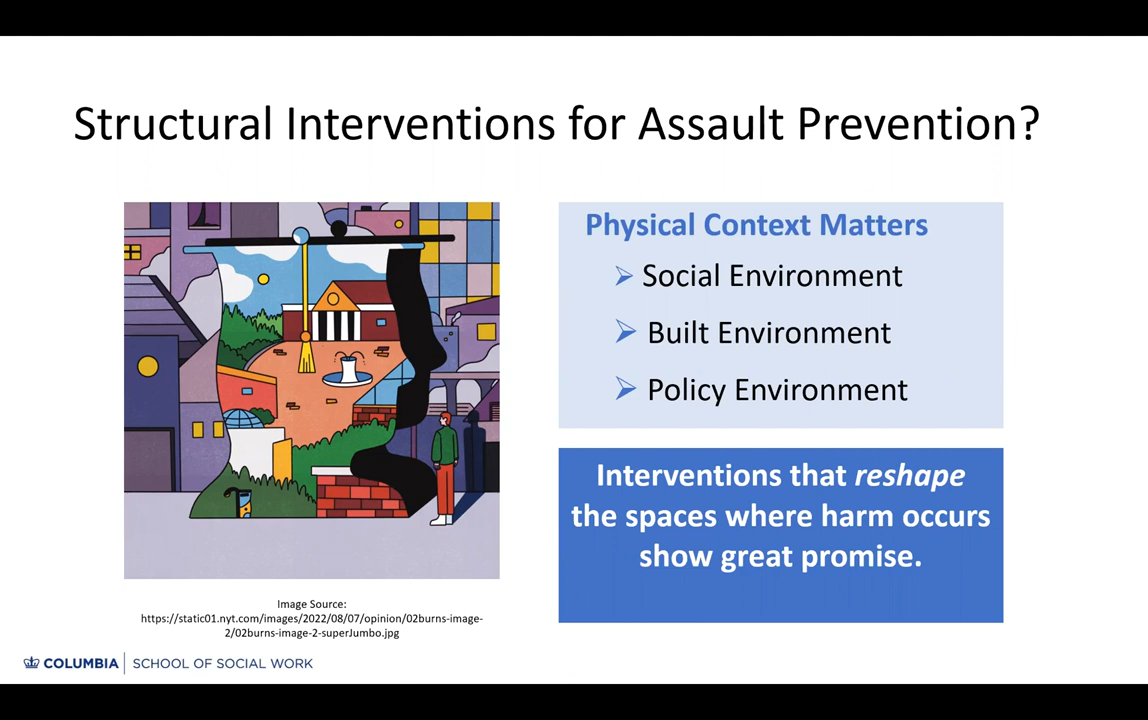 Structural Interventions for Assault Prevention?
Physical Context Matters
Social Environment
Built Environment
Policy Environment
Interventions that reshape
the spaces where harm occurs
show great promise.
Image Source:
https://static01.nyt.com/images/2022/08/07/opinion/02burns-image-
2/02burns-image-2-superJumbo.jpg
COLUMBIA SCHOOL OF SOCIAL WORK